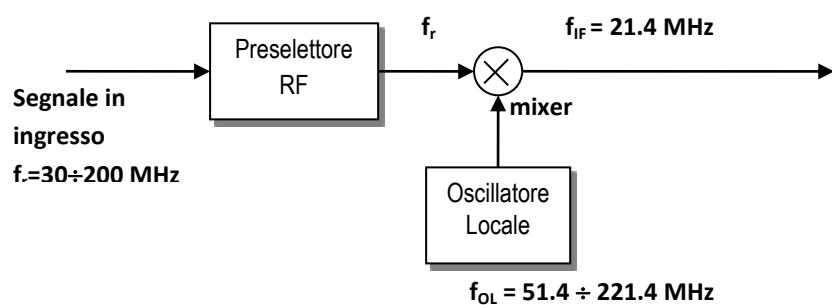 Preselettore
RF
f_r
f_IF = 21.4 MHz
Segnale in
ingresso
f_r=30÷200 MHz
mixer
Oscillatore
Locale
f_OL = 51.4 ÷ 221.4 MHz